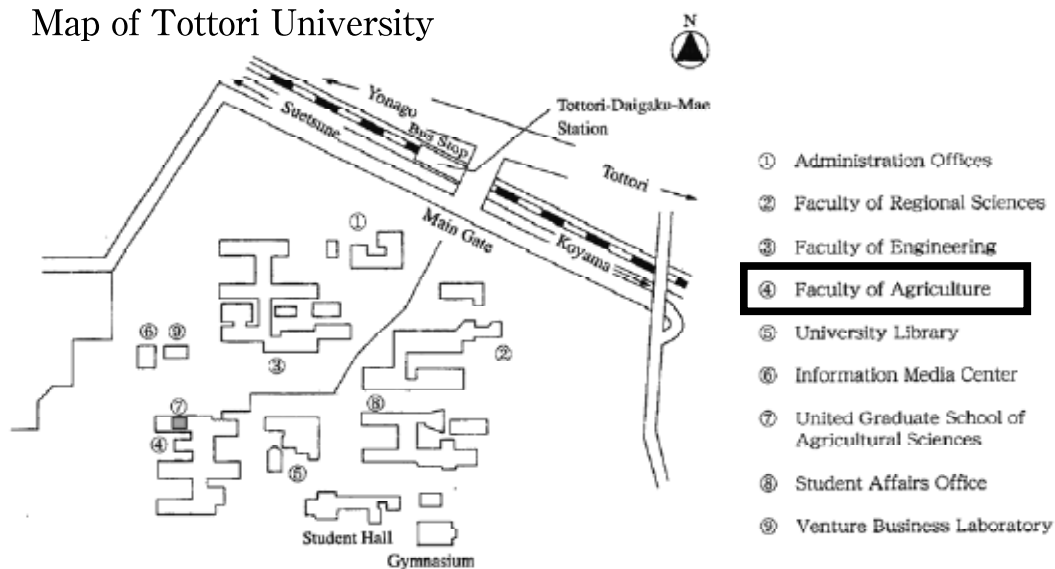 Map of Tottori University
N
Yonago
Suetsune
Bus Stop
Tottori-Daigaku-Mae
Station
Tottori
Main Gate
Koyama
①
②
③
④
⑤
⑥ ⑨
⑦
⑧
Student Hall
Gymnasium
① Administration Offices
② Faculty of Regional Sciences
③ Faculty of Engineering
④ Faculty of Agriculture
⑤ University Library
⑥ Information Media Center
⑦ United Graduate School of
Agricultural Sciences
⑧ Student Affairs Office
⑨ Venture Business Laboratory